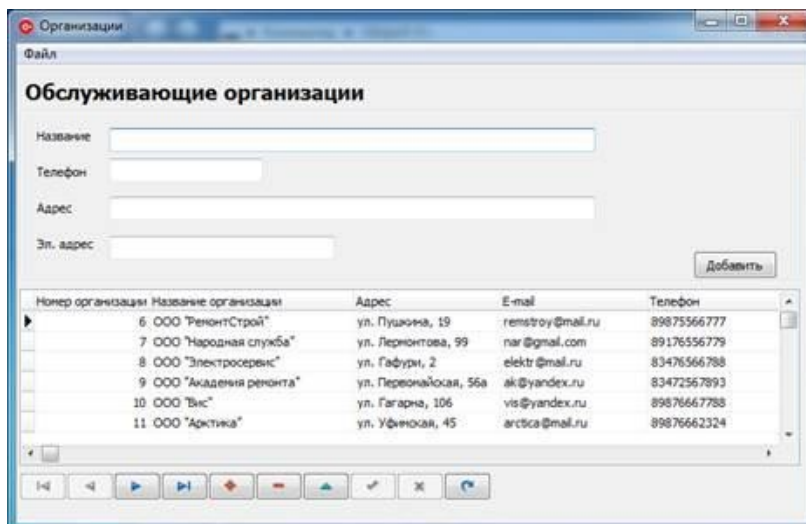 Организации
Файл
Обслуживающие организации
Название
Телефон
Адрес
Эл. адрес
Добавить
Номер организации Название организации Адрес E-mail Телефон
6 ООО "РемонтСтрой" ул. Пушкина, 19 remstroy@mail.ru 89875566777
7 ООО "Народная служба" ул. Лермонтова, 99 nar@gmail.com 89176556779
8 ООО "Электросервис" ул. Гафури, 2 elektr@mail.ru 83476566788
9 ООО "Академия ремонта" ул. Первомайская, 56а ak@yandex.ru 83472567893
10 ООО "Вис" ул. Гагарна, 106 vis@yandex.ru 89876667788
11 ООО "Арктика" ул. Уфимская, 45 arctica@mail.ru 89876662324